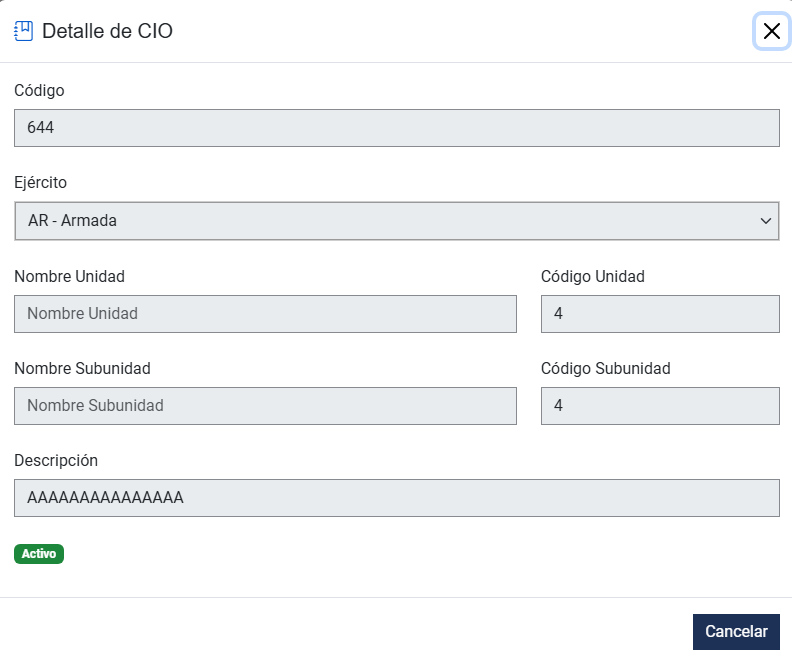 Detalle de CIO
Código
644
Ejército
AR - Armada
Nombre Unidad
Código Unidad
Nombre Unidad
4
Nombre Subunidad
Código Subunidad
Nombre Subunidad
4
Descripción
AAAAAAAAAAAAAAA
Activo
Cancelar